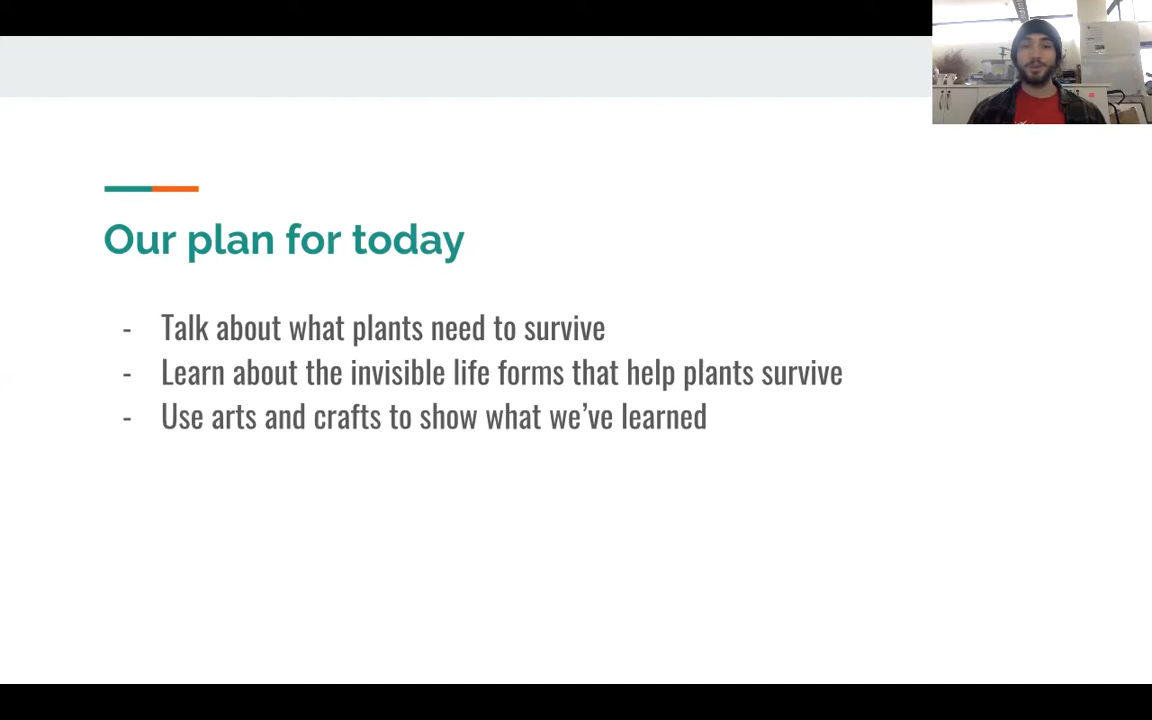 Our plan for today
- Talk about what plants need to survive
- Learn about the invisible life forms that help plants survive
- Use arts and crafts to show what we’ve learned